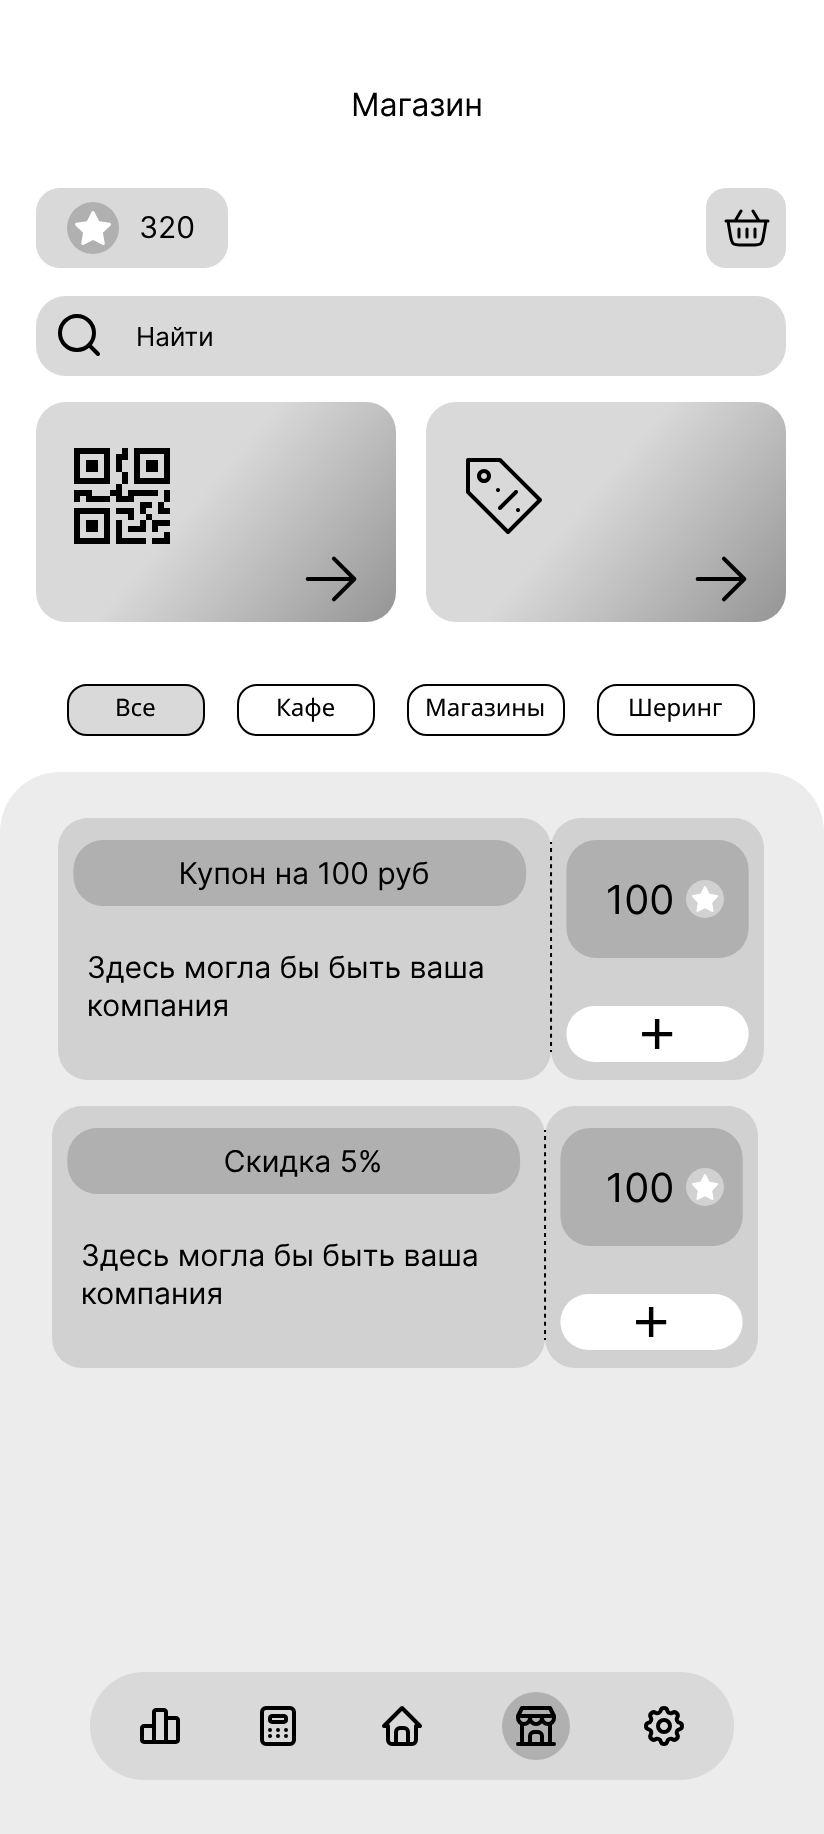 Магазин
320
Найти
Все
Кафе
Магазины
Шеринг
Купон на 100 руб
100
Здесь могла бы быть ваша
компания
+
Скидка 5%
100
Здесь могла бы быть ваша
компания
+